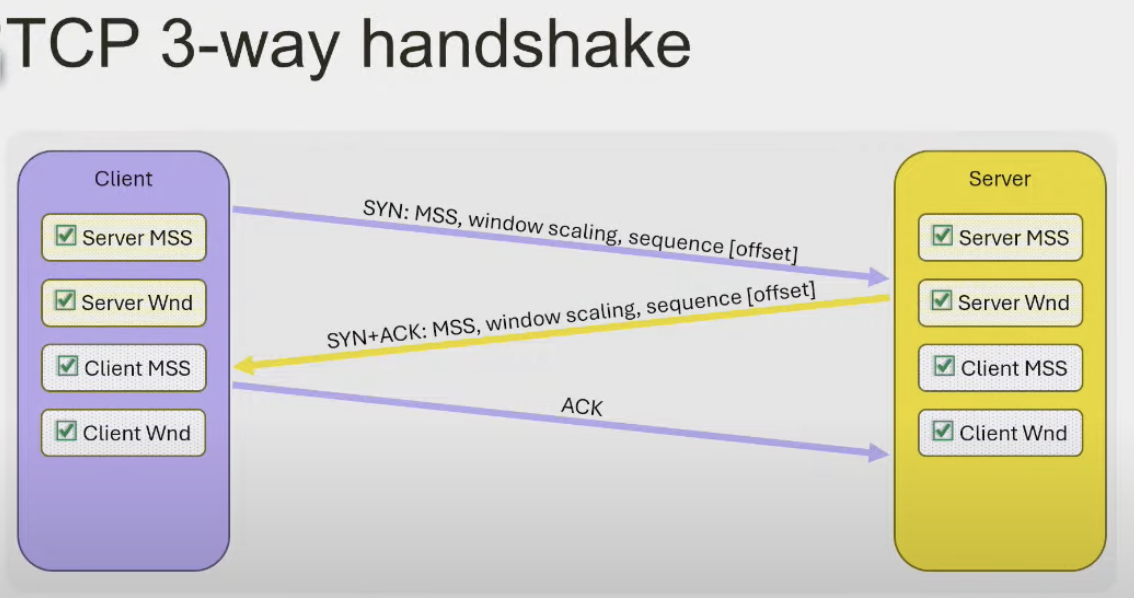 TCP 3-way handshake
Client
Server MSS
Server Wnd
Client MSS
Client Wnd
SYN: MSS, window scaling, sequence [offset]
SYN+ACK: MSS, window scaling, sequence [offset]
ACK
Server
Server MSS
Server Wnd
Client MSS
Client Wnd